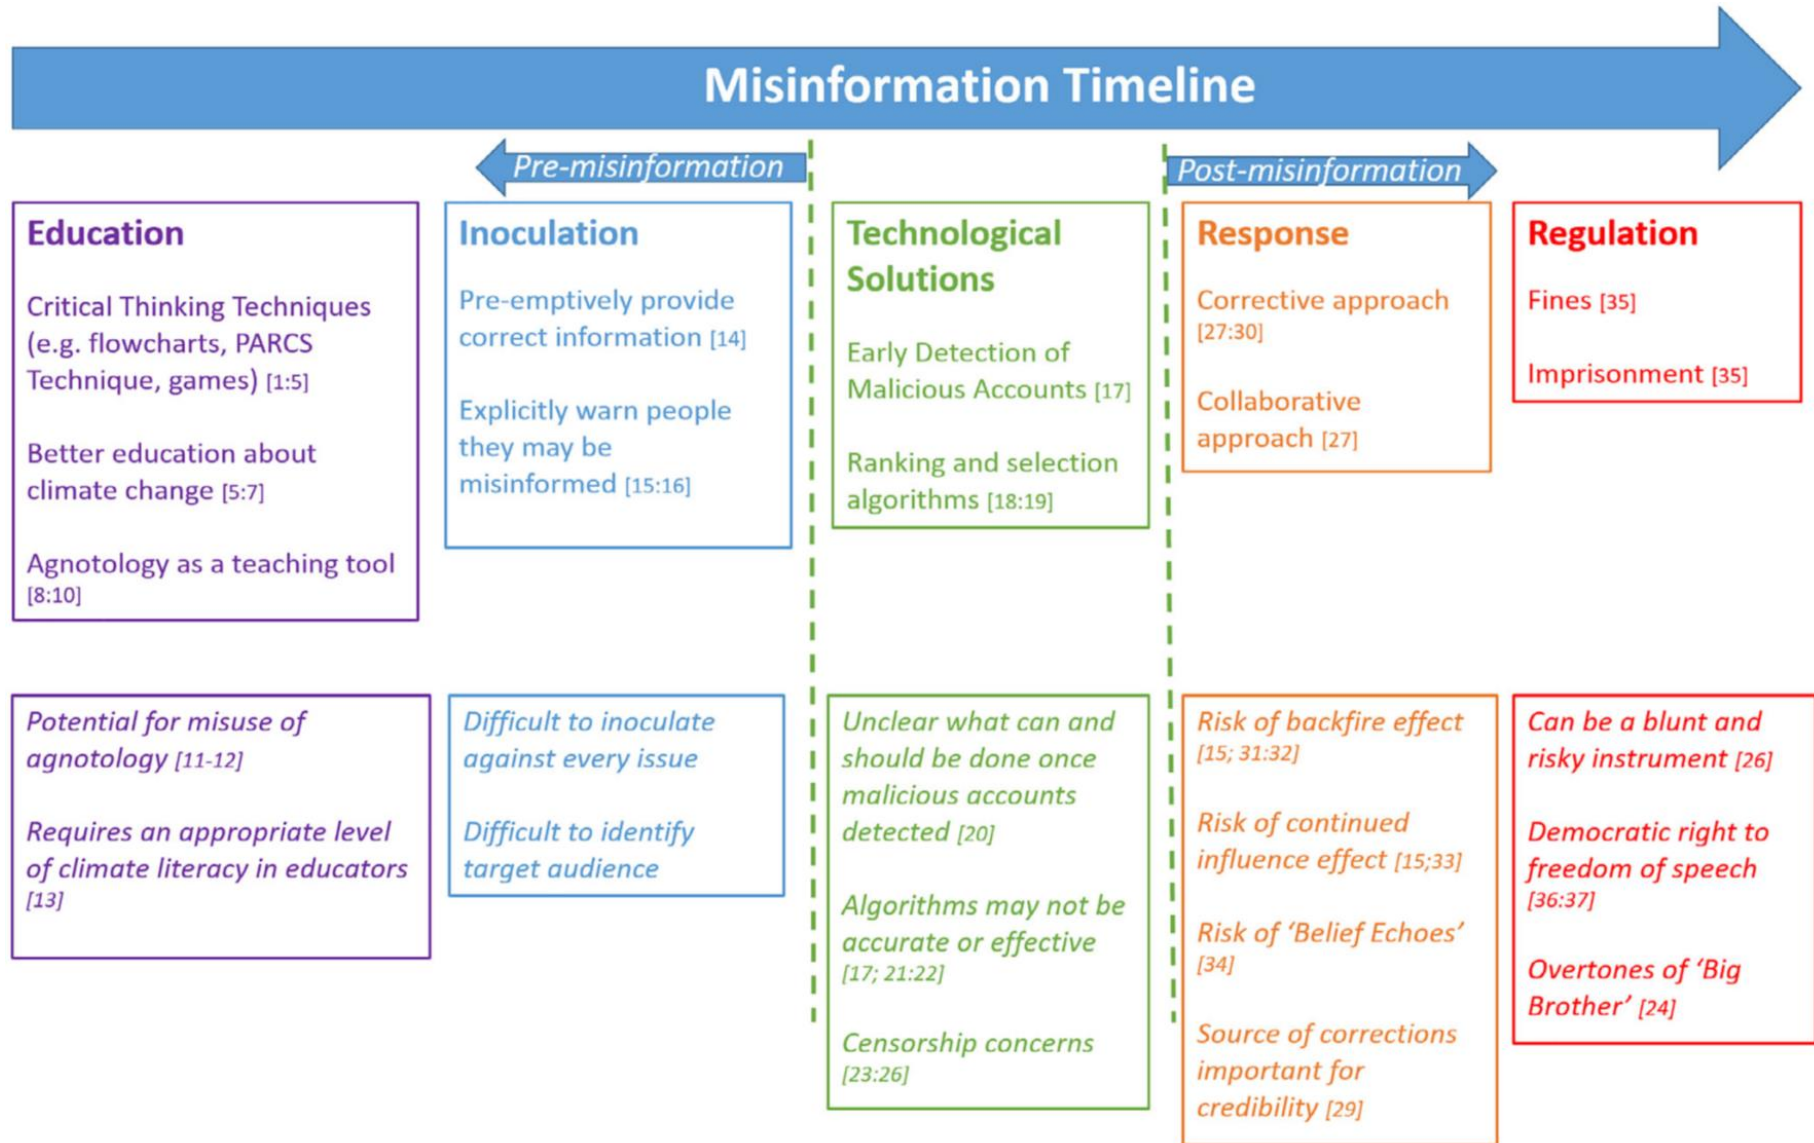 Misinformation Timeline
Pre-misinformation
Post-misinformation
Education
Critical Thinking Techniques
(e.g. flowcharts, PARCS
Technique, games) [1:5]
Better education about
climate change [5:7]
Agnotology as a teaching tool
[8:10]
Inoculation
Pre-emptively provide
correct information [14]
Explicitly warn people
they may be
misinformed [15:16]
Technological
Solutions
Early Detection of
Malicious Accounts [17]
Ranking and selection
algorithms [18:19]
Response
Corrective approach
[27:30]
Collaborative
approach [27]
Regulation
Fines [35]
Imprisonment [35]
Potential for misuse of
agnotology [11-12]
Requires an appropriate level
of climate literacy in educators
[13]
Difficult to inoculate
against every issue
Difficult to identify
target audience
Unclear what can and
should be done once
malicious accounts
detected [20]
Algorithms may not be
accurate or effective
[17; 21:22]
Censorship concerns
[23:26]
Risk of backfire effect
[15; 31:32]
Risk of continued
influence effect [15;33]
Risk of ‘Belief Echoes’
[34]
Source of corrections
important for
credibility [29]
Can be a blunt and
risky instrument [26]
Democratic right to
freedom of speech
[36:37]
Overtones of ‘Big
Brother’ [24]